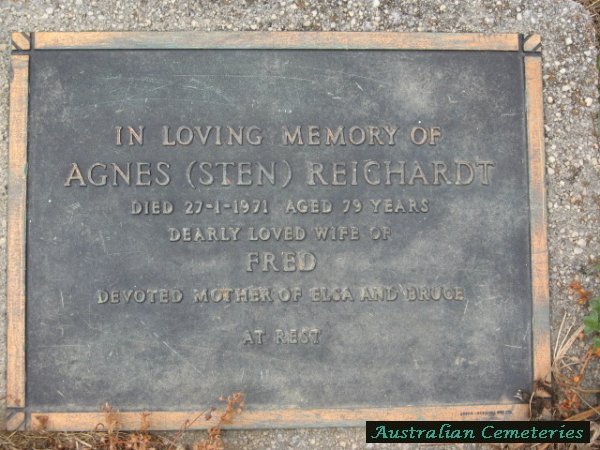 IN LOVING MEMORY OF
AGNES (STEN) REICHARDT
DIED 27-1-1971 AGED 79 YEARS
DEARLY LOVED WIFE OF
FRED
DEVOTED MOTHER OF ELSA AND BRUCE
AT REST
Australian Cemeteries